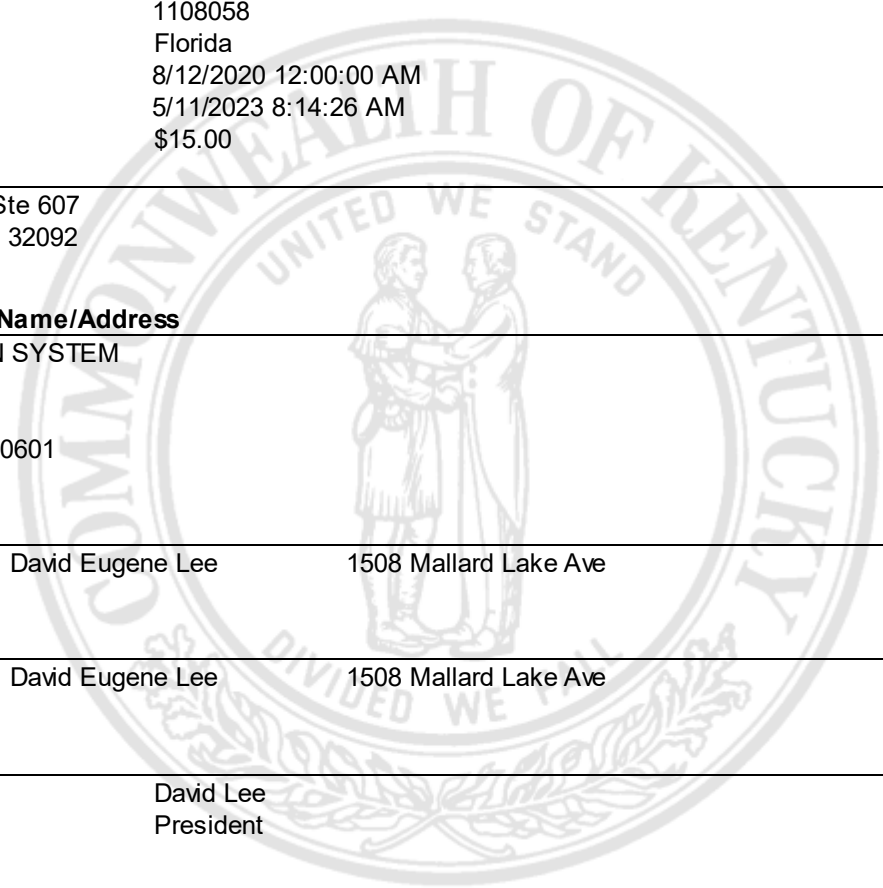 1108058
Florida
8/12/2020 12:00:00 AM
5/11/2023 8:14:26 AM
$15.00
Ste 607
32092
Name/Address
N SYSTEM
0601
David Eugene Lee 1508 Mallard Lake Ave
David Eugene Lee 1508 Mallard Lake Ave
David Lee
President
COMMONWEALTH OF KENTUCKY
UNITED WE STAND
DIVIDED WE FALL